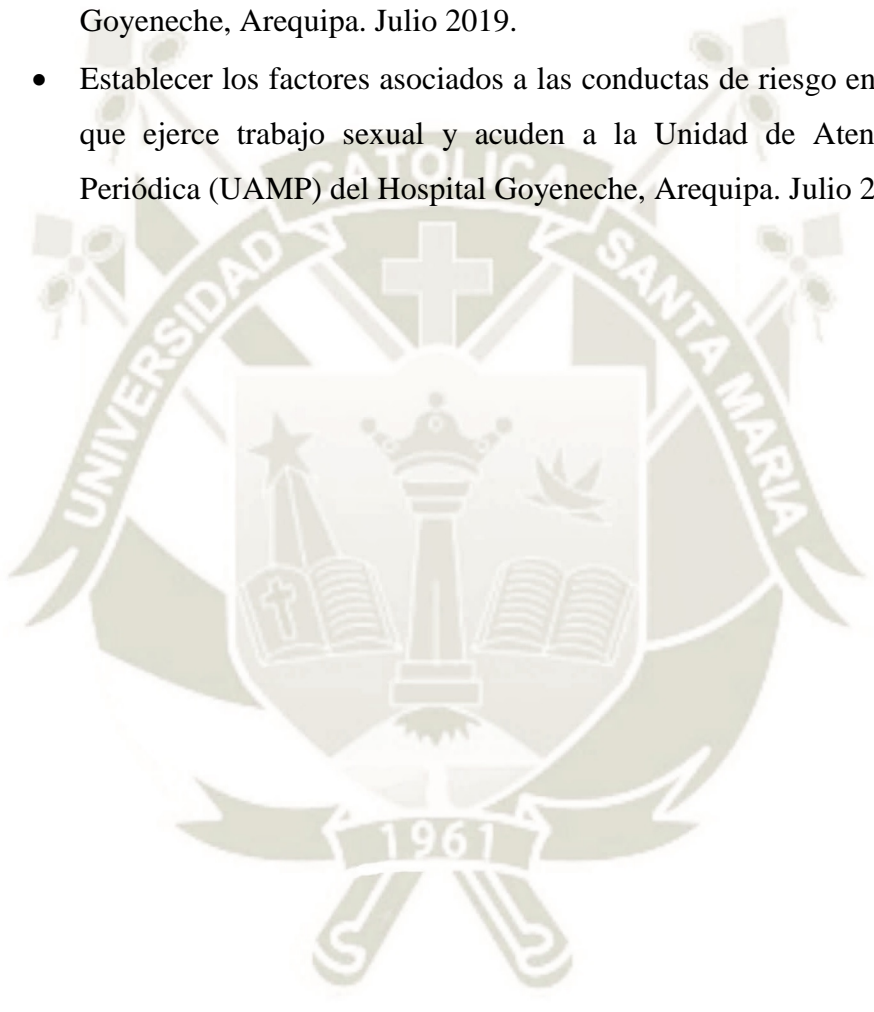 Goyeneche, Arequipa. Julio 2019.
• Establecer los factores asociados a las conductas de riesgo en
que ejerce trabajo sexual y acuden a la Unidad de Aten
Periódica (UAMP) del Hospital Goyeneche, Arequipa. Julio 2
CATOLICA
UNIVERSIDAD
SANTA MARIA
1961